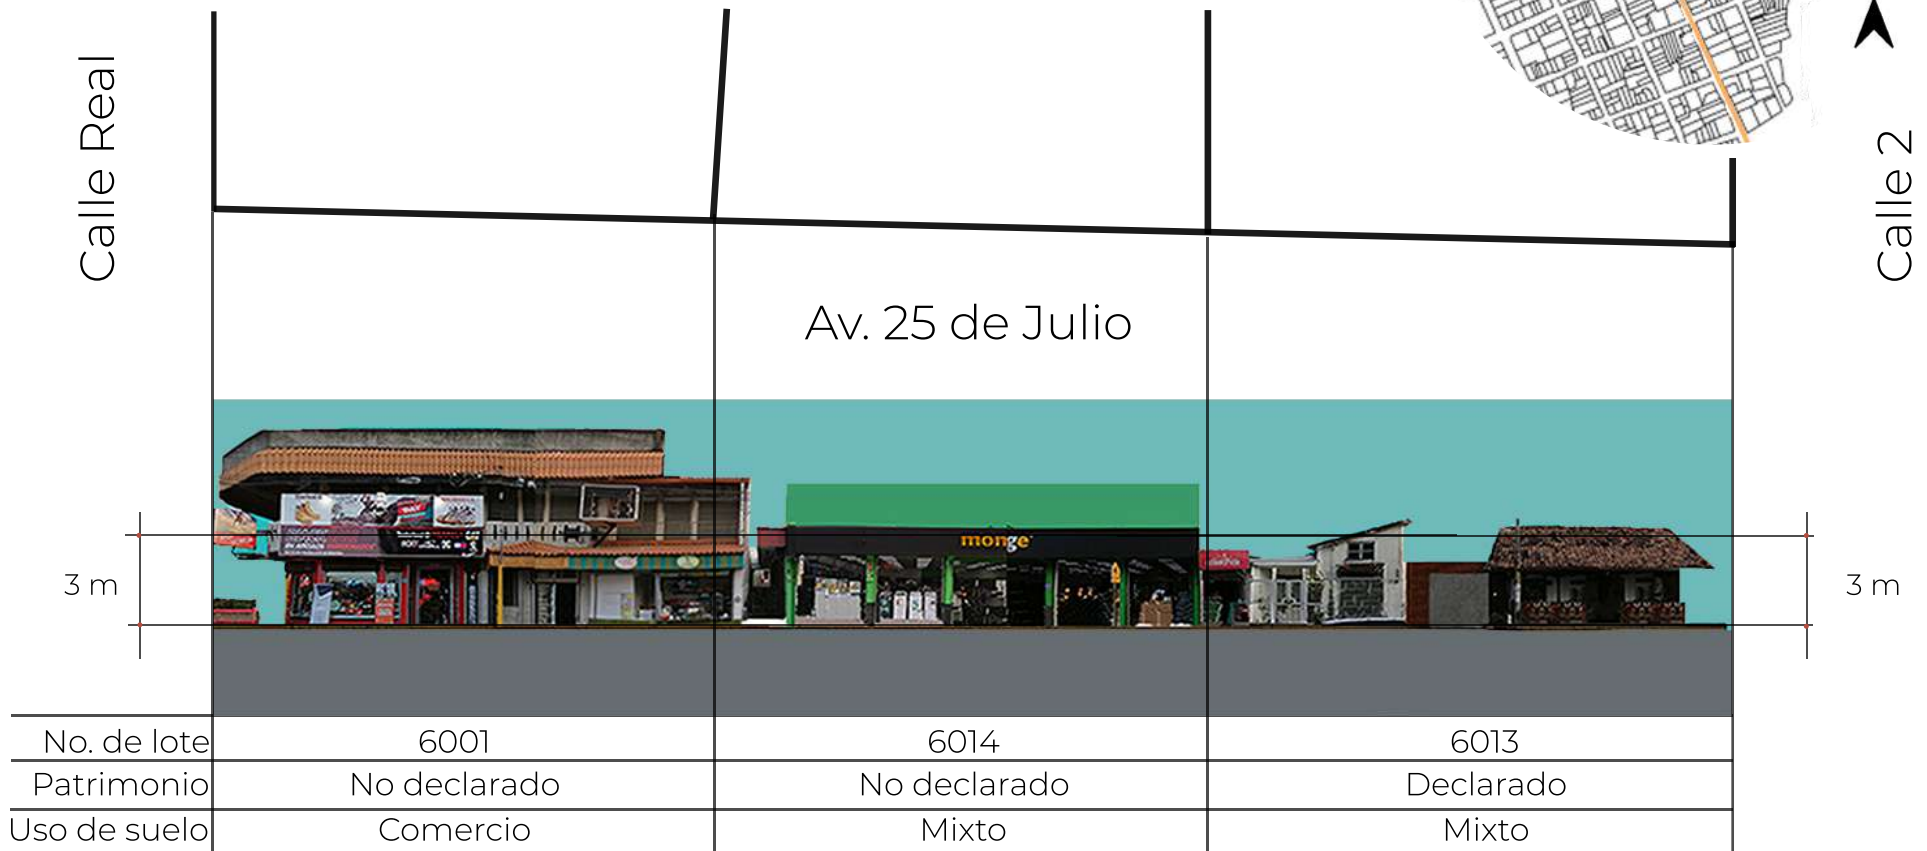 Calle Real
Calle 2
Av. 25 de Julio
monge
3 m
3 m
No. de lote 6001 6014 6013
Patrimonio No declarado No declarado Declarado
Uso de suelo Comercio Mixto Mixto